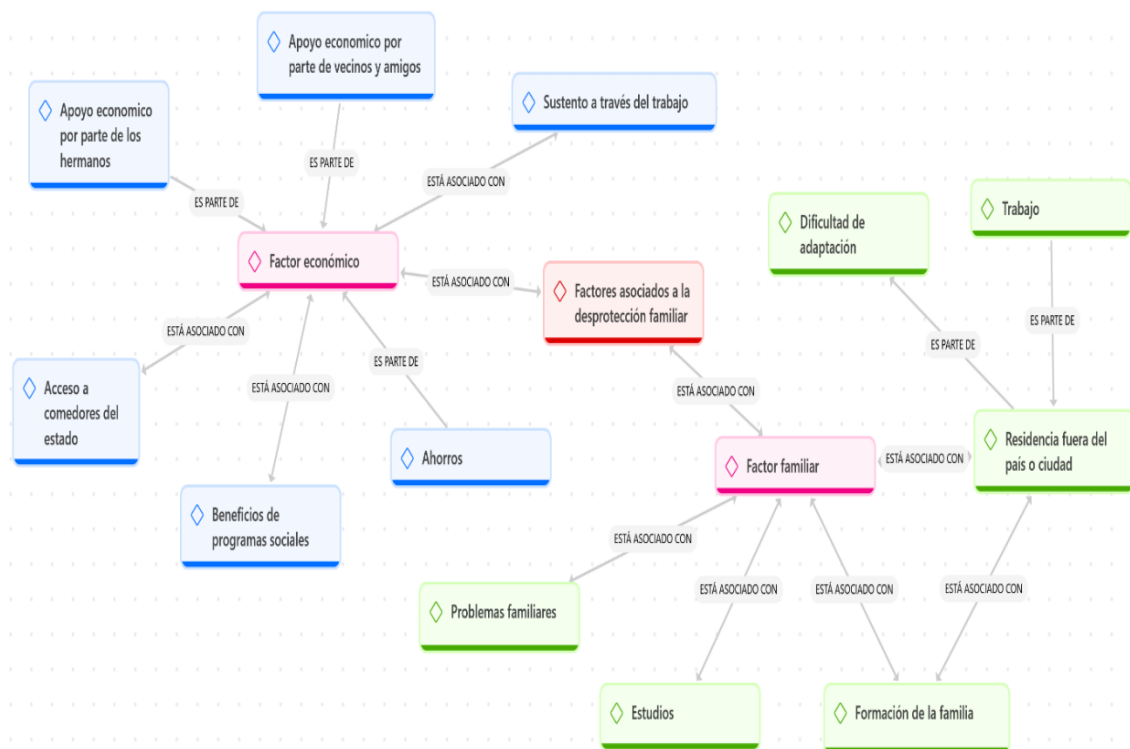 Apoyo economico por
parte de vecinos y amigos
Apoyo economico
por parte de los
hermanos
Sustento a través del trabajo
ES PARTE DE
ESTÁ ASOCIADO CON
ES PARTE DE
Dificultad de
adaptación
Trabajo
Factor económico
ESTÁ ASOCIADO CON
Factores asociados a la
desprotección familiar
ESTÁ ASOCIADO CON
ES PARTE DE
ES PARTE DE
ES PARTE DE
Acceso a
comedores del
estado
ESTÁ ASOCIADO CON
ESTÁ ASOCIADO CON
Ahorros
Factor familiar
ESTÁ ASOCIADO CON
Residencia fuera del
país o ciudad
Beneficios de
programas sociales
ESTÁ ASOCIADO CON
ESTÁ ASOCIADO CON
ESTÁ ASOCIADO CON
ESTÁ ASOCIADO CON
Problemas familiares
Estudios
Formación de la familia